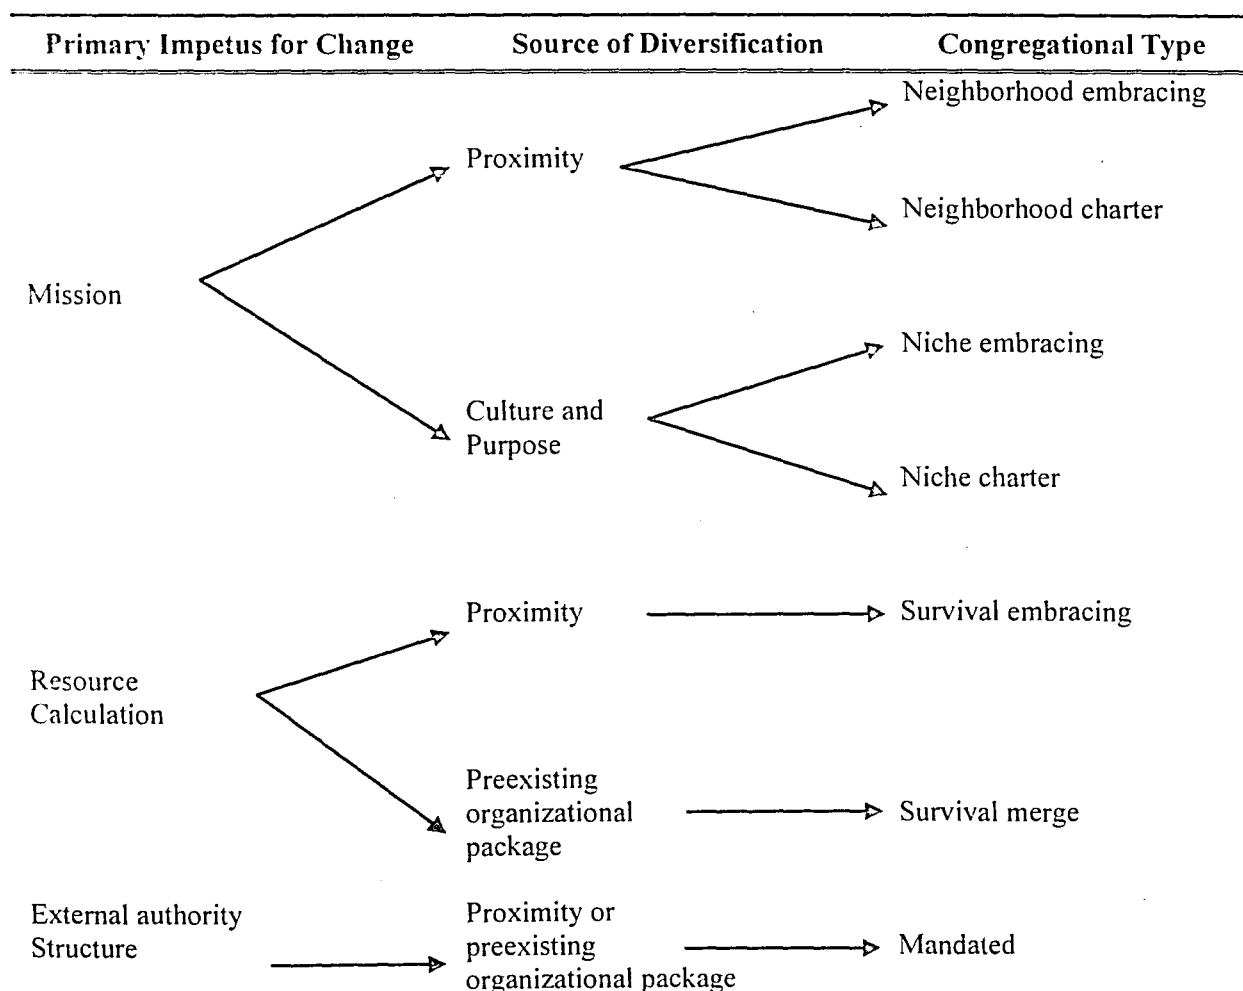 Primary Impetus for Change Source of Diversification Congregational Type
Neighborhood embracing
Proximity
Neighborhood charter
Mission
Niche embracing
Culture and
Purpose
Niche charter
Proximity
Survival embracing
Resource
Calculation
Preexisting
organizational
package
Survival merge
External authority
Structure
Proximity or
preexisting
organizational package
Mandated